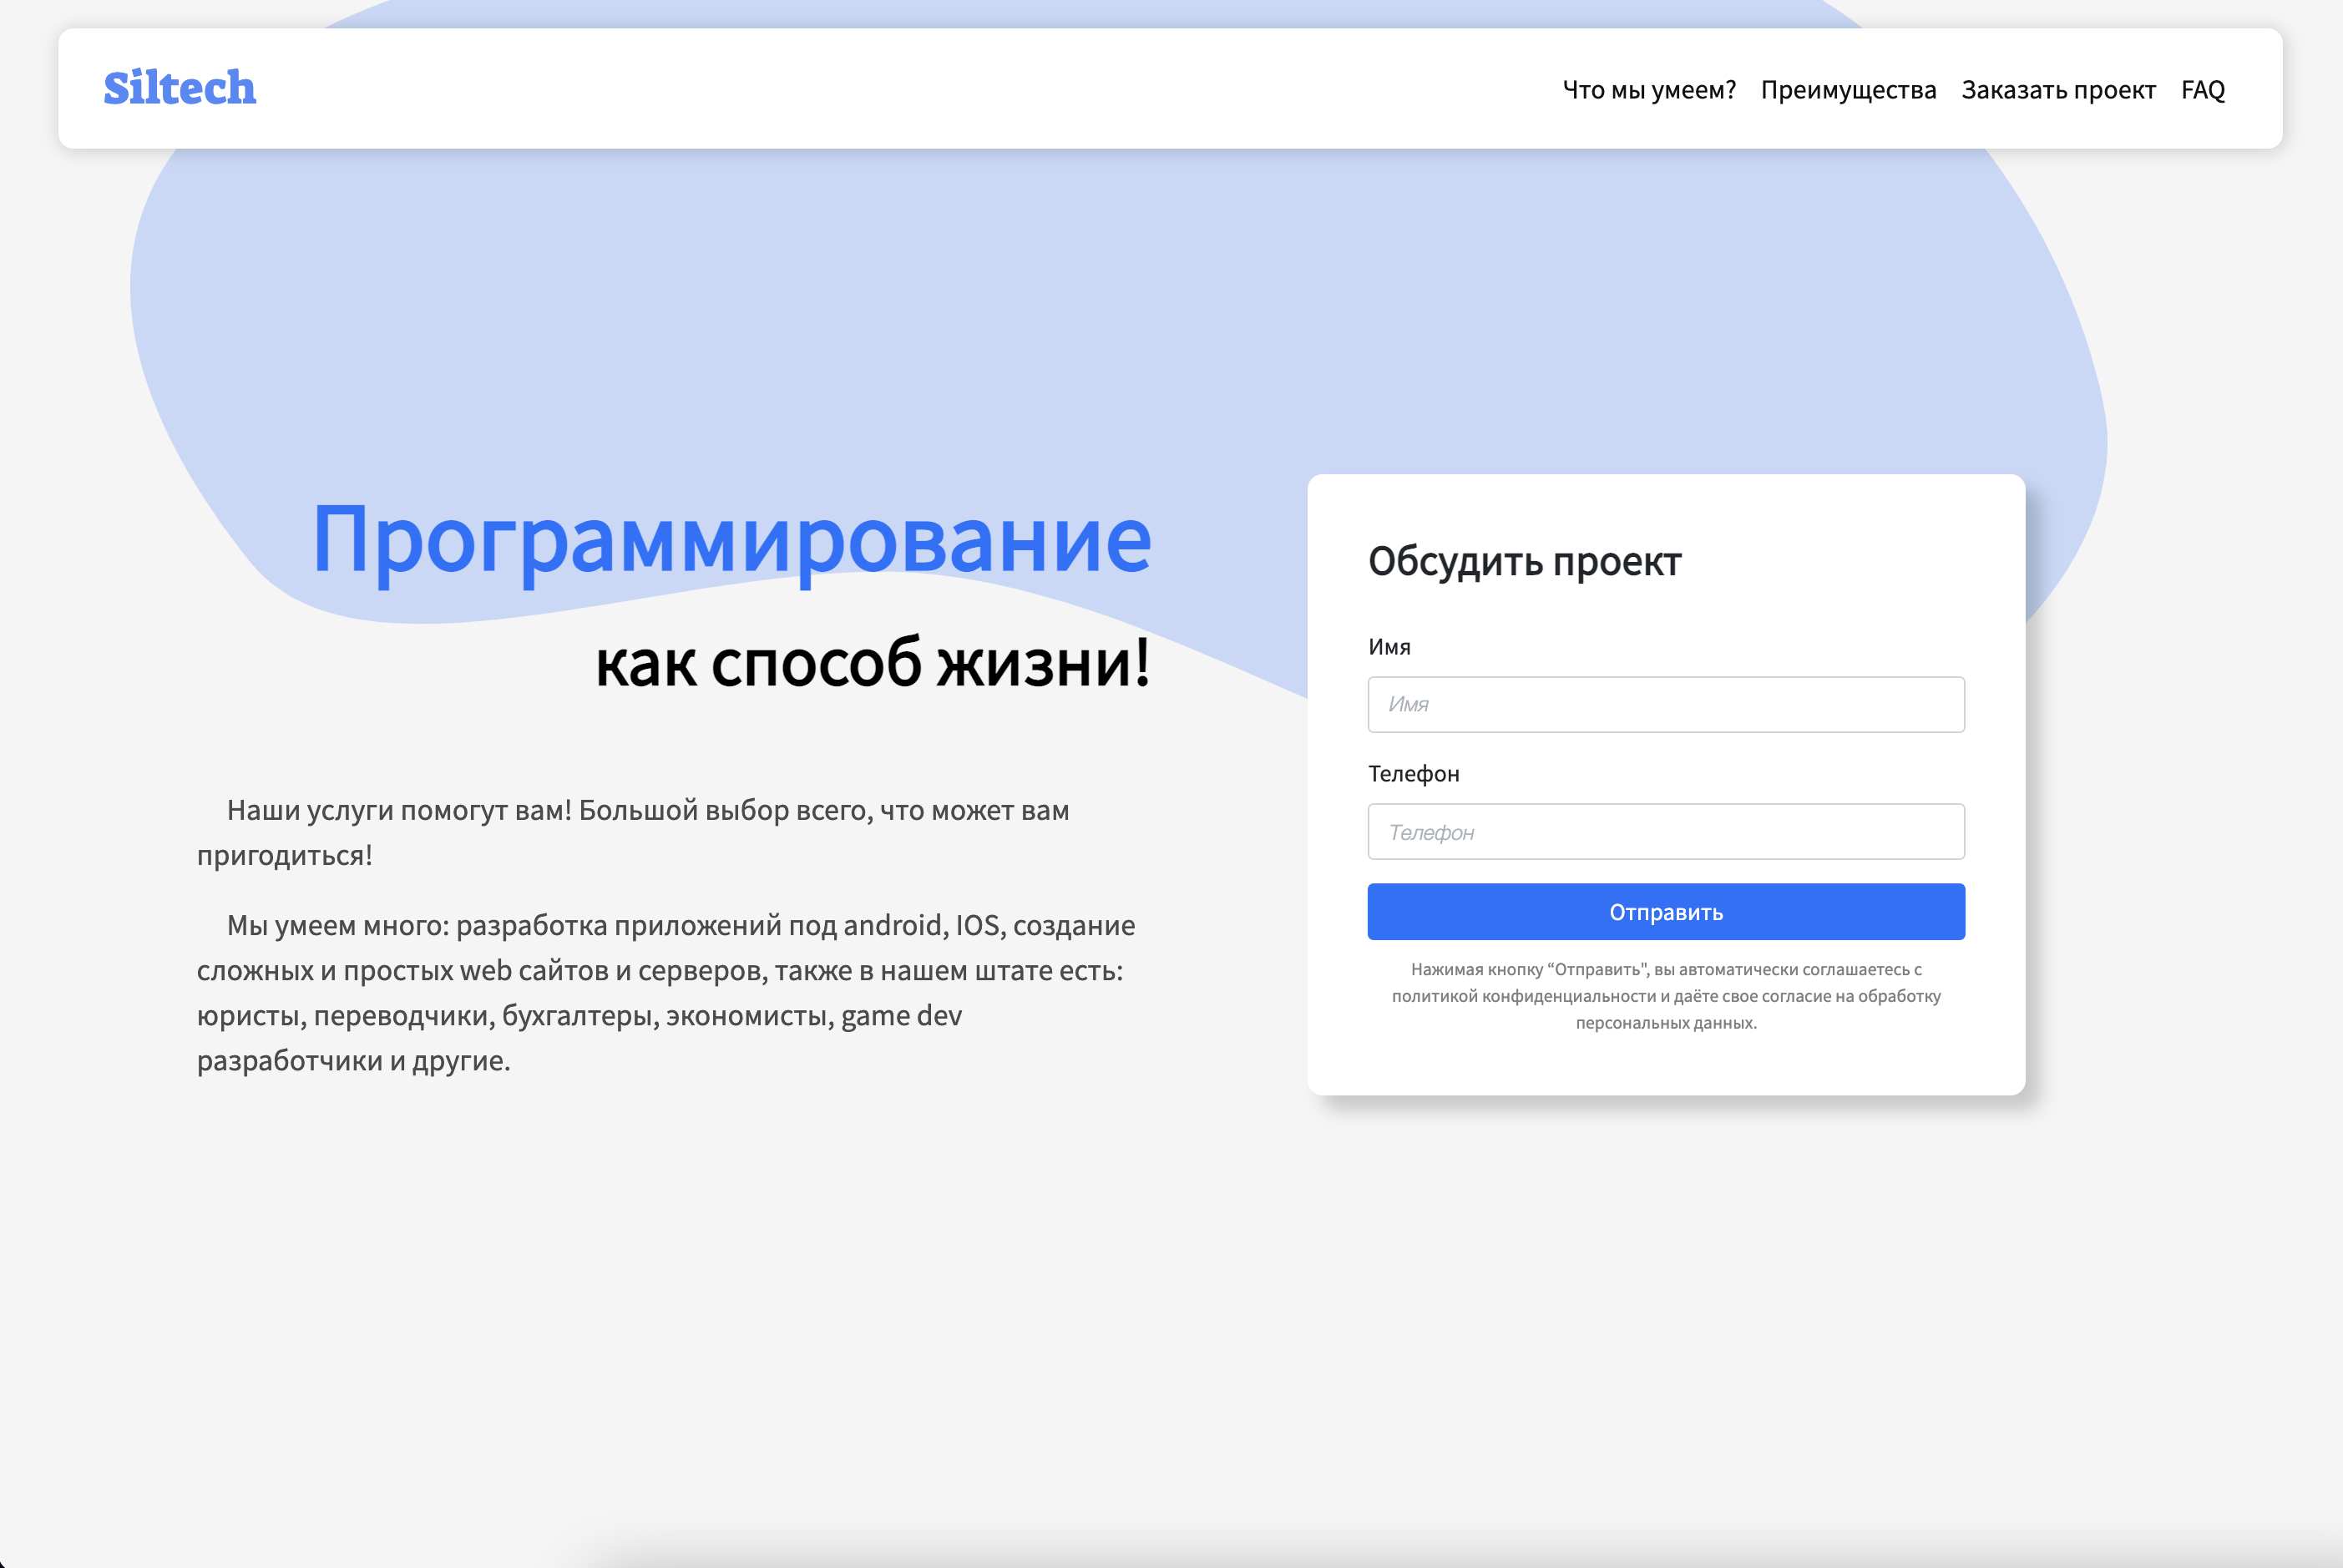 Siltech
Что мы умеем? Преимущества Заказать проект FAQ
Программирование
как способ жизни!
Наши услуги помогут вам! Большой выбор всего, что может вам
пригодиться!
Мы умеем много: разработка приложений под android, IOS, создание
сложных и простых web сайтов и серверов, также в нашем штате есть:
юристы, переводчики, бухгалтеры, экономисты, game dev
разработчики и другие.
Обсудить проект
Имя
Имя
Телефон
Телефон
Отправить
Нажимая кнопку “Отправить", вы автоматически соглашаетесь с
политикой конфиденциальности и даёте свое согласие на обработку
персональных данных.